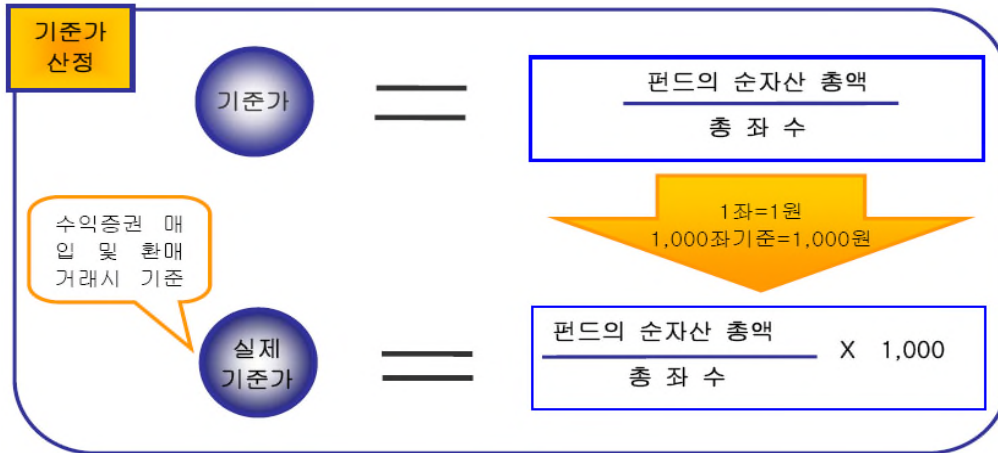 기준가
산정
기준가
펀드의 순자산 총액
총 좌 수
1좌=1원
1,000좌기준=1,000원
수익증권 매
입 및 환매
거래시 기준
실제
기준가
펀드의 순자산 총액
총 좌 수
X 1,000